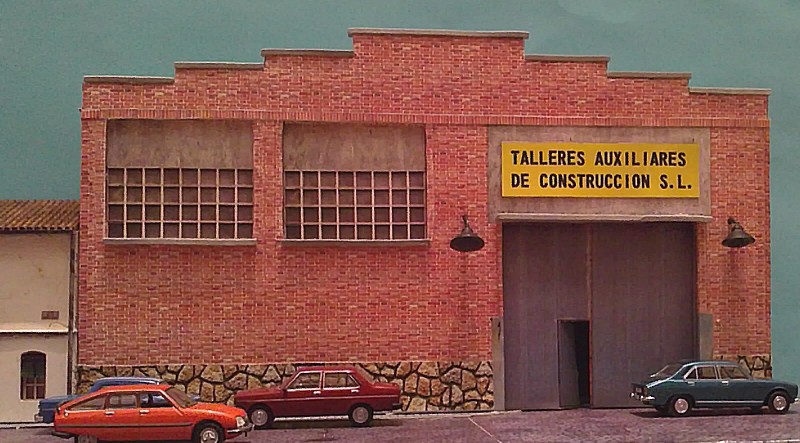 TALLERES AUXILIARES
DE CONSTRUCCION S.L.